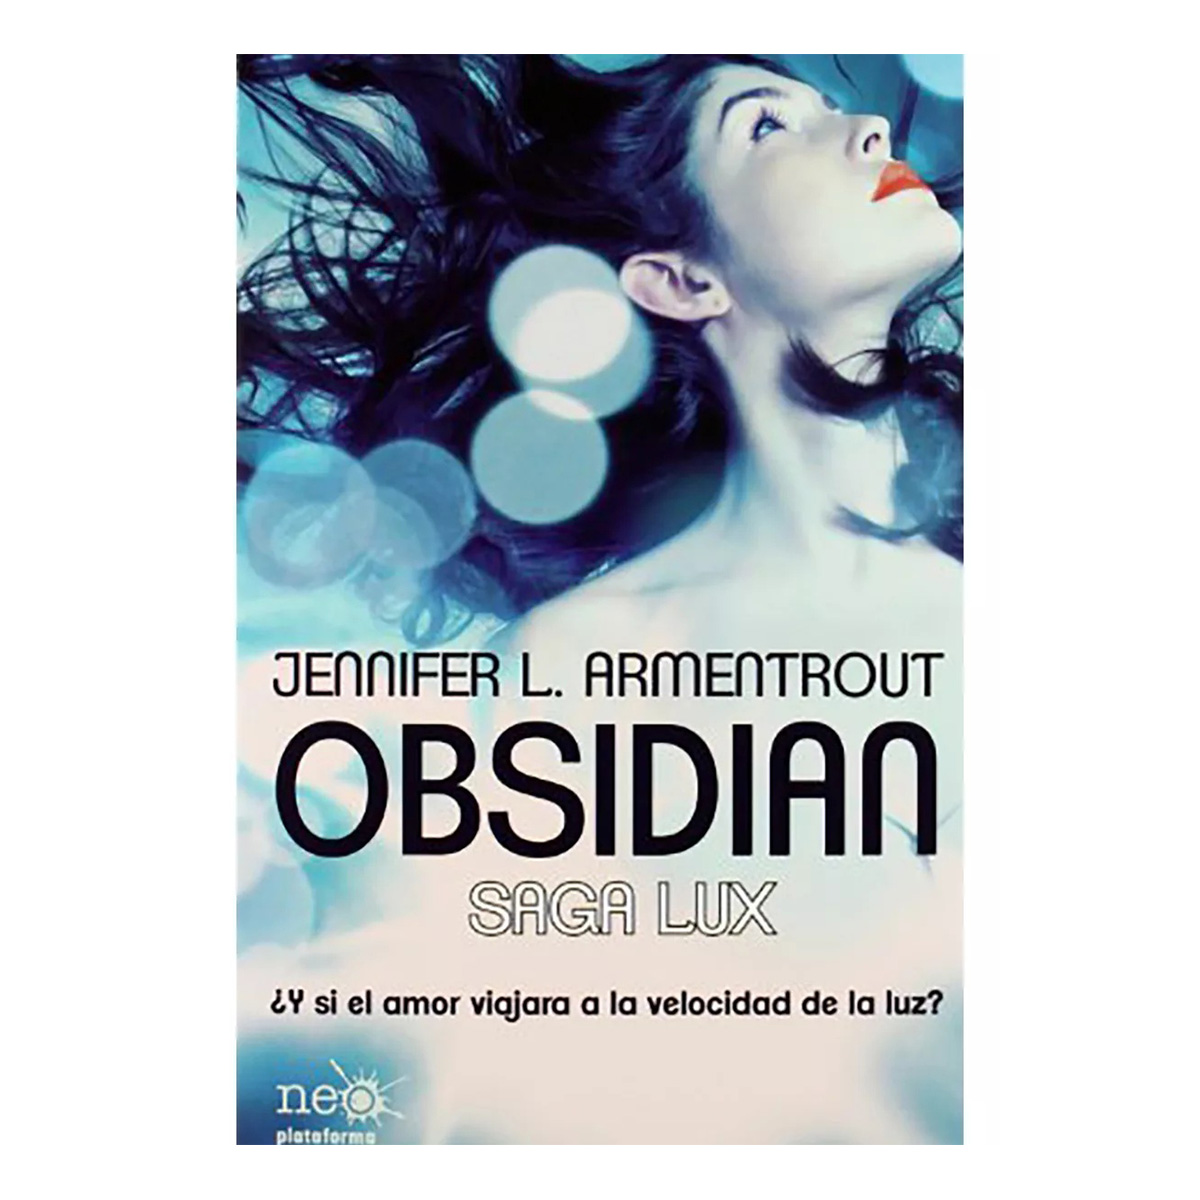 JENNIFER L. ARMENTROUT
OBSIDIAN
SAGA LUX
¿Y si el amor viajara a la velocidad de la luz?
neo
plataforma